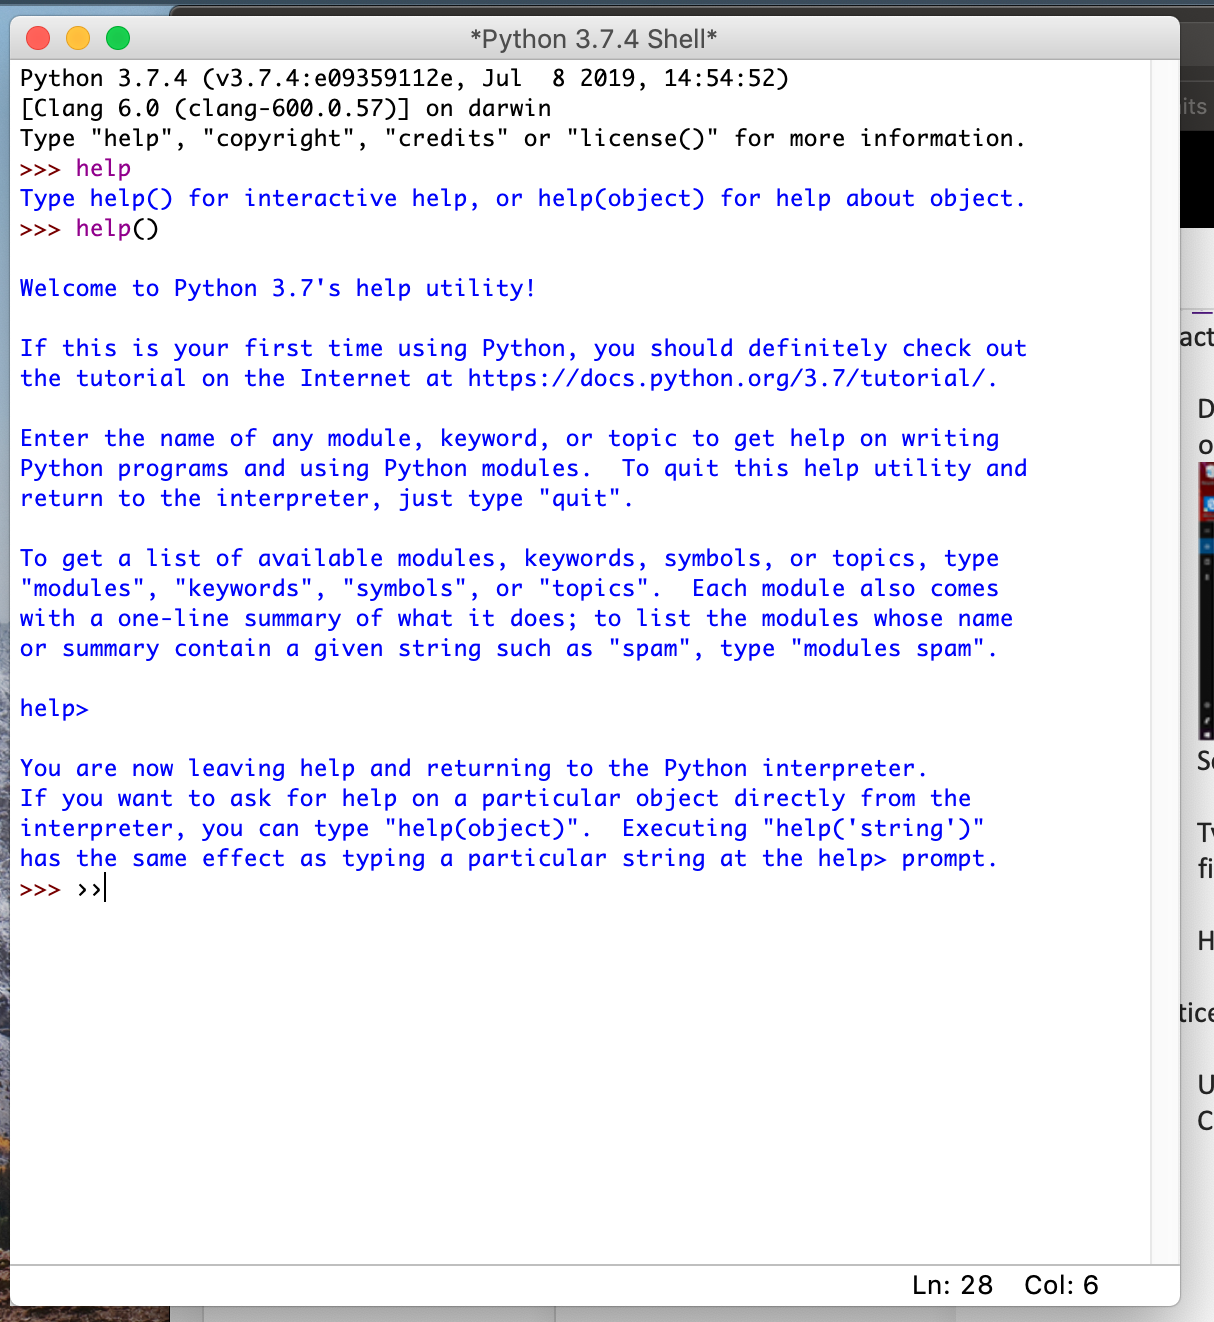 *Python 3.7.4 Shell*
Python 3.7.4 (v3.7.4:e09359112e, Jul  8 2019, 14:54:52)
[Clang 6.0 (clang-600.0.57)] on darwin
Type "help", "copyright", "credits" or "license()" for more information.
>>> help
Type help() for interactive help, or help(object) for help about object.
>>> help()
Welcome to Python 3.7's help utility!
If this is your first time using Python, you should definitely check out
the tutorial on the Internet at https://docs.python.org/3.7/tutorial/.
Enter the name of any module, keyword, or topic to get help on writing
Python programs and using Python modules.  To quit this help utility and
return to the interpreter, just type "quit".
To get a list of available modules, keywords, symbols, or topics, type
"modules", "keywords", "symbols", or "topics".  Each module also comes
with a one-line summary of what it does; to list the modules whose name
or summary contain a given string such as "spam", type "modules spam".
help>
You are now leaving help and returning to the Python interpreter.
If you want to ask for help on a particular object directly from the
interpreter, you can type "help(object)".  Executing "help('string')"
has the same effect as typing a particular string at the help> prompt.
>>> >>
Ln: 28  Col: 6